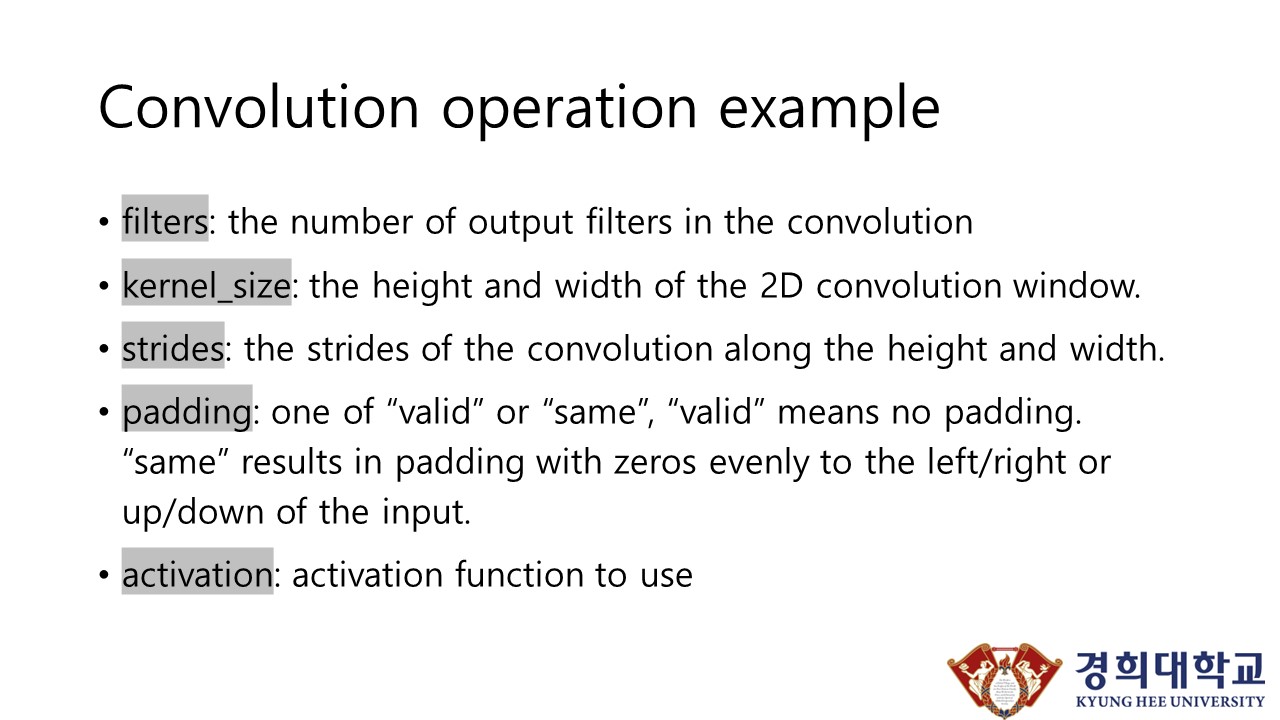 Convolution operation example
• filters: the number of output filters in the convolution
• kernel_size: the height and width of the 2D convolution window.
• strides: the strides of the convolution along the height and width.
• padding: one of “valid” or “same”, “valid” means no padding.
“same” results in padding with zeros evenly to the left/right or
up/down of the input.
• activation: activation function to use
경희대학교
KYUNG HEE UNIVERSITY